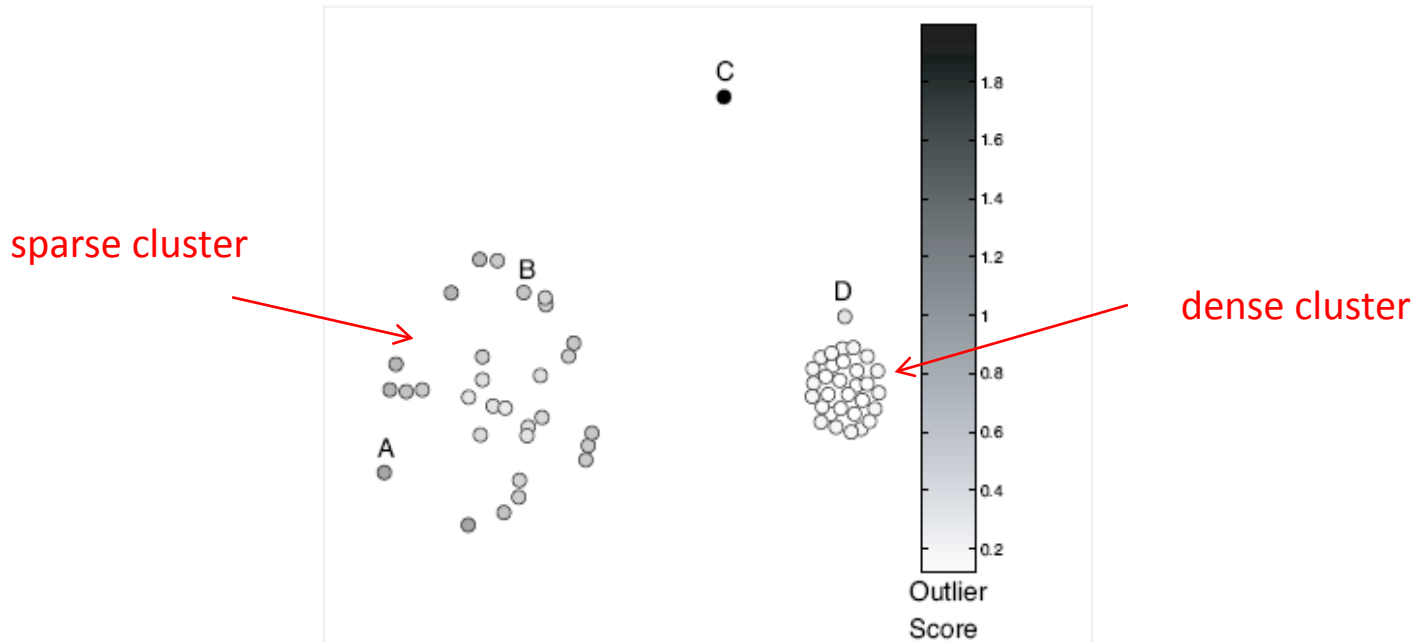 C
1.8
1.6
1.4
sparse cluster
1.2
B
D
1
dense cluster
0.8
0.6
A
0.4
0.2
Outlier
Score